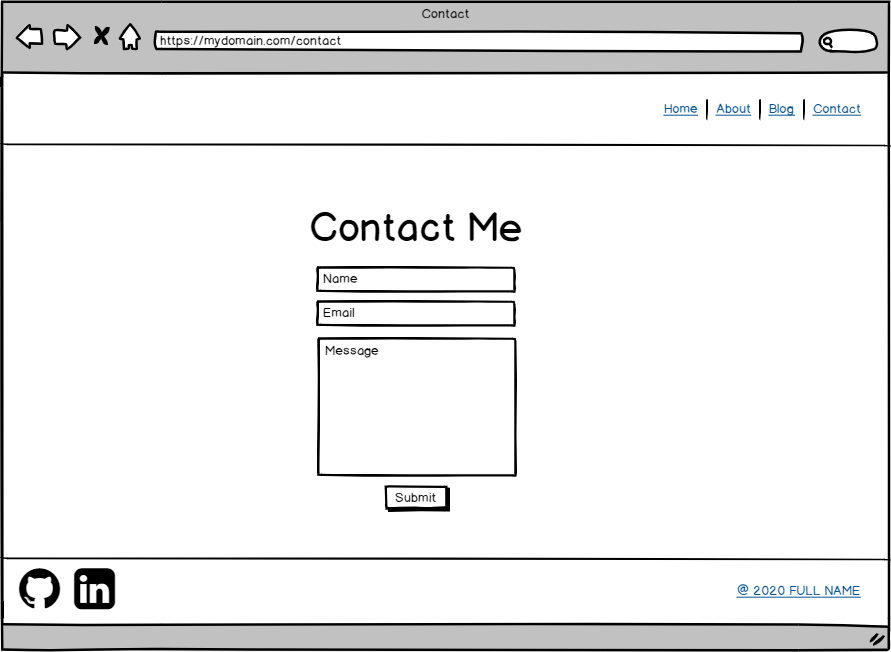 Contact
https://mydomain.com/contact
Home | About | Blog | Contact
Contact Me
Name
Email
Message
Submit
in
@ 2020 FULL NAME